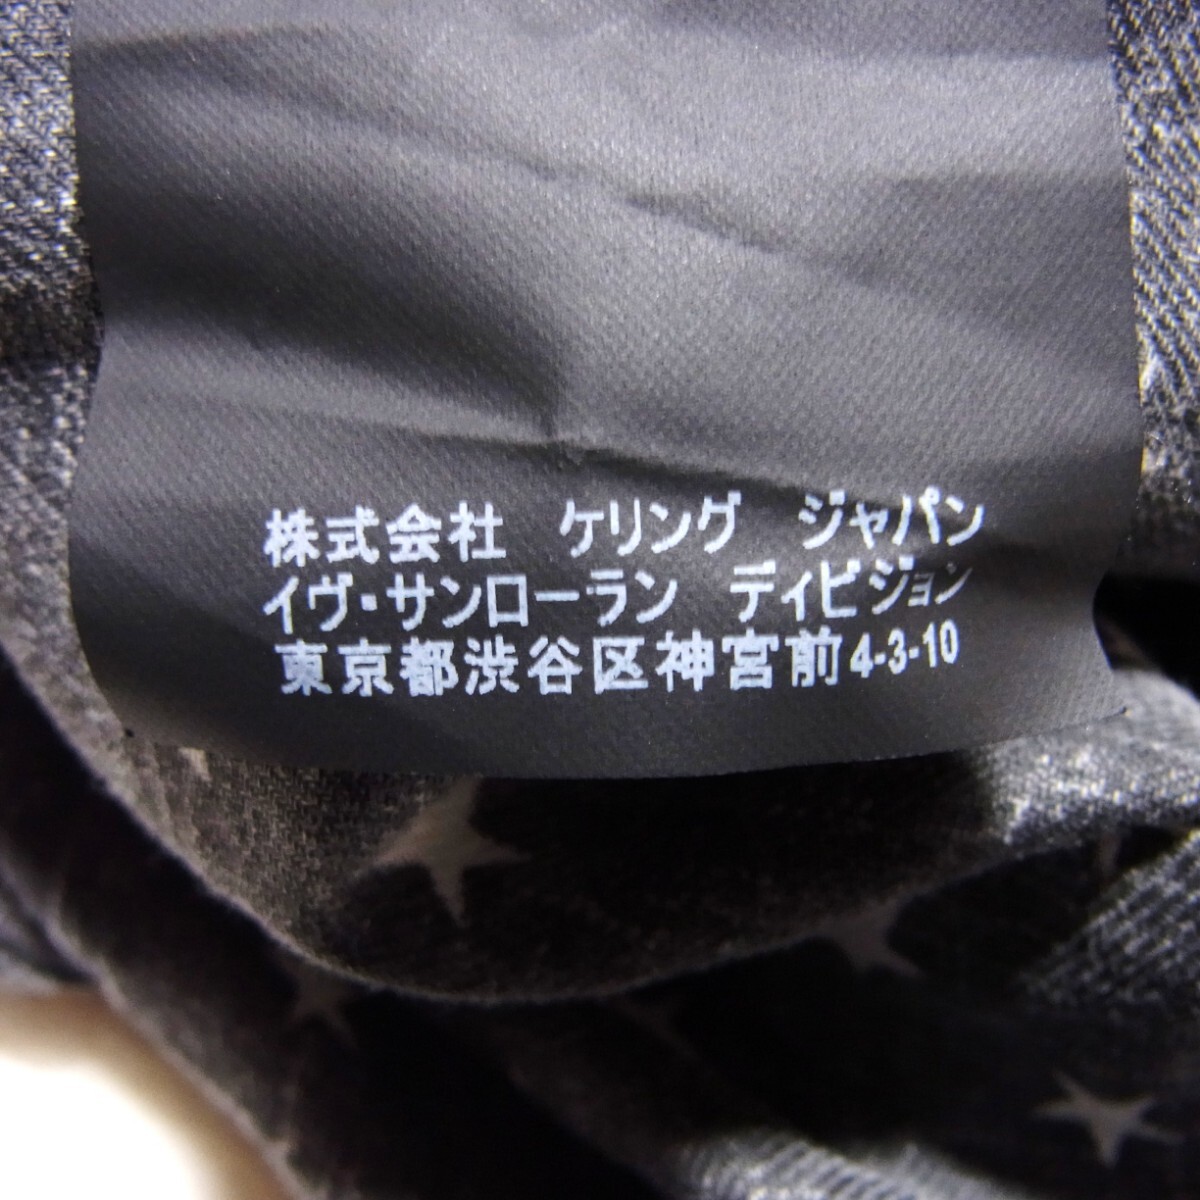 株式会社　ケリング　ジャパン
イヴ・サンローラン　ディビジョン
東京都渋谷区神宮前4-3-10